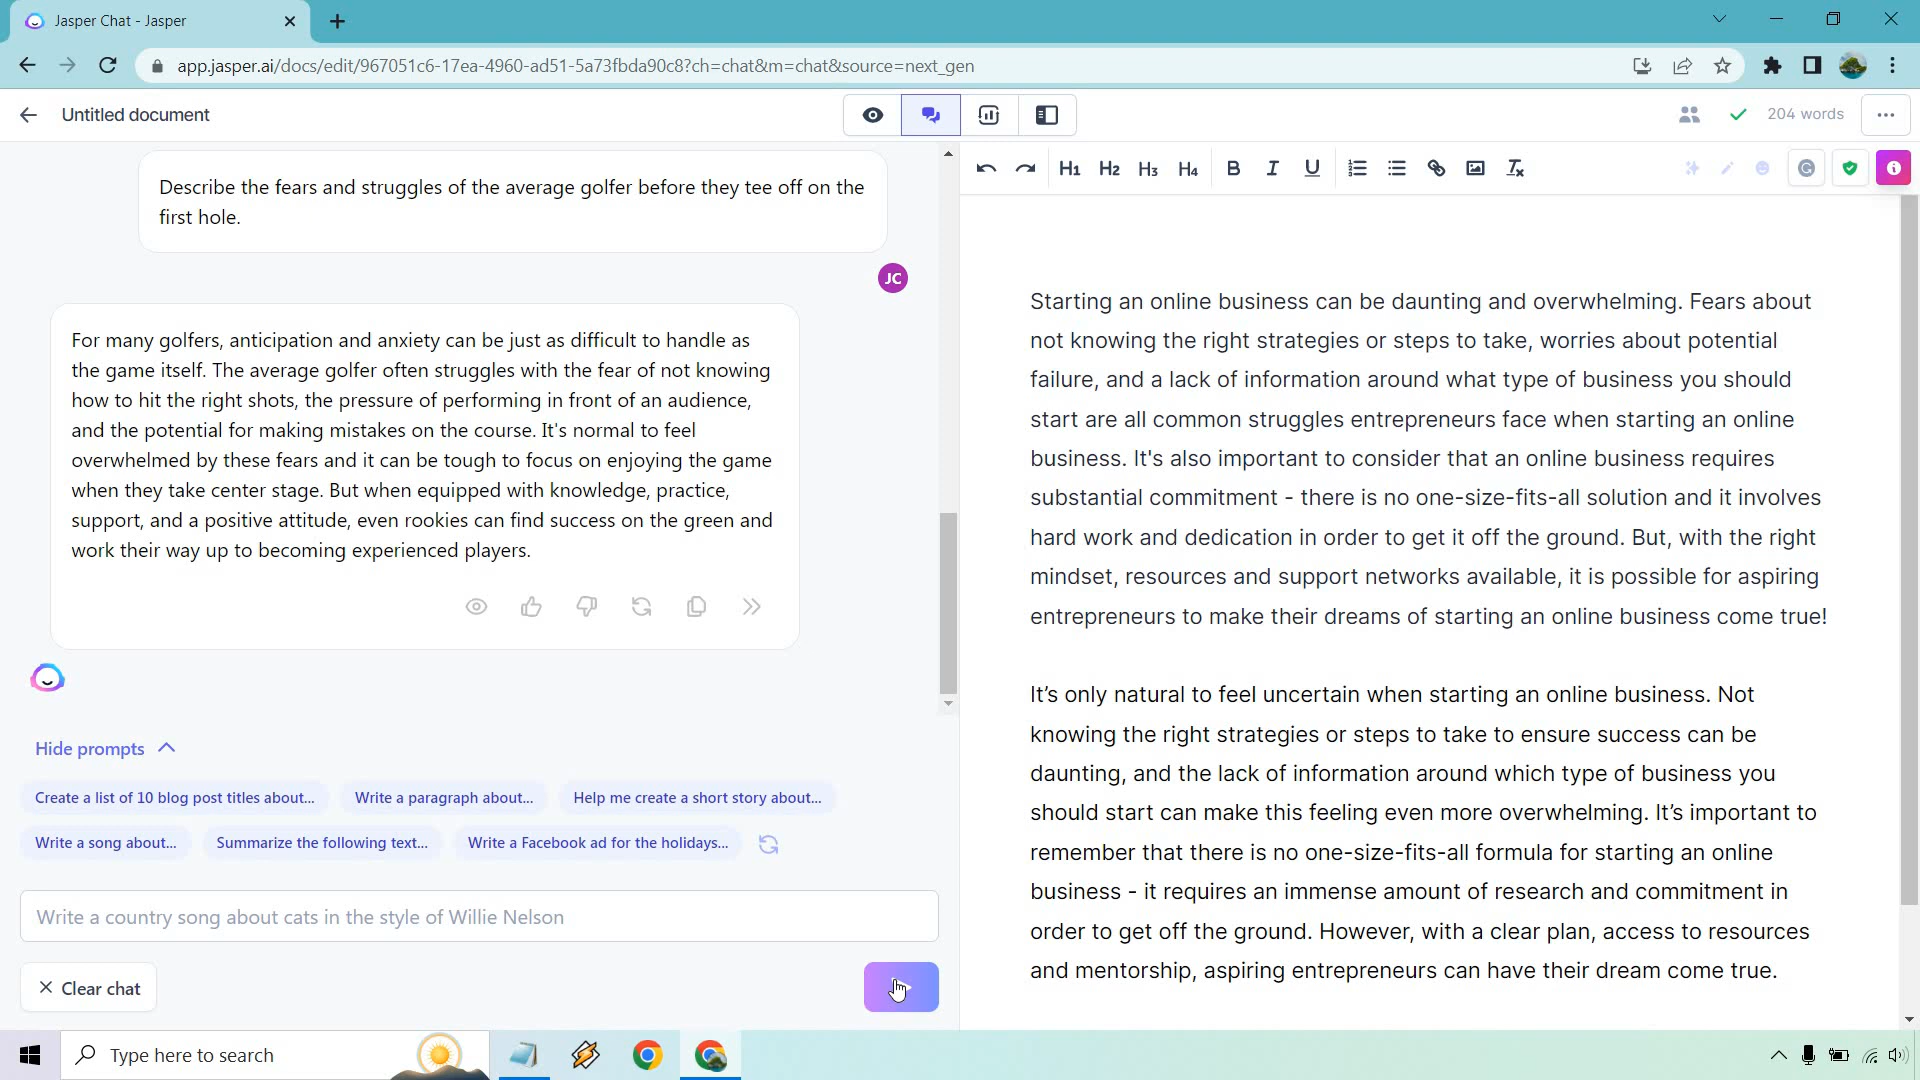 Jasper Chat - Jasper
app.jasper.ai/docs/edit/967051c6-17ea-4960-ad51-5a73fbda90c8?ch=chat&m=chat&source=next_gen
Untitled document
204 words
Describe the fears and struggles of the average golfer before they tee off on the
first hole.
JC
For many golfers, anticipation and anxiety can be just as difficult to handle as
the game itself. The average golfer often struggles with the fear of not knowing
how to hit the right shots, the pressure of performing in front of an audience,
and the potential for making mistakes on the course. It's normal to feel
overwhelmed by these fears and it can be tough to focus on enjoying the game
when they take center stage. But when equipped with knowledge, practice,
support, and a positive attitude, even rookies can find success on the green and
work their way up to becoming experienced players.
Hide prompts
Create a list of 10 blog post titles about...
Write a paragraph about...
Help me create a short story about...
Write a song about...
Summarize the following text...
Write a Facebook ad for the holidays...
Write a country song about cats in the style of Willie Nelson
Clear chat
H1 H2 H3 H4 B I U
Starting an online business can be daunting and overwhelming. Fears about
not knowing the right strategies or steps to take, worries about potential
failure, and a lack of information around what type of business you should
start are all common struggles entrepreneurs face when starting an online
business. It's also important to consider that an online business requires
substantial commitment - there is no one-size-fits-all solution and it involves
hard work and dedication in order to get it off the ground. But, with the right
mindset, resources and support networks available, it is possible for aspiring
entrepreneurs to make their dreams of starting an online business come true!
It’s only natural to feel uncertain when starting an online business. Not
knowing the right strategies or steps to take to ensure success can be
daunting, and the lack of information around which type of business you
should start can make this feeling even more overwhelming. It’s important to
remember that there is no one-size-fits-all formula for starting an online
business - it requires an immense amount of research and commitment in
order to get off the ground. However, with a clear plan, access to resources
and mentorship, aspiring entrepreneurs can have their dream come true.
Type here to search